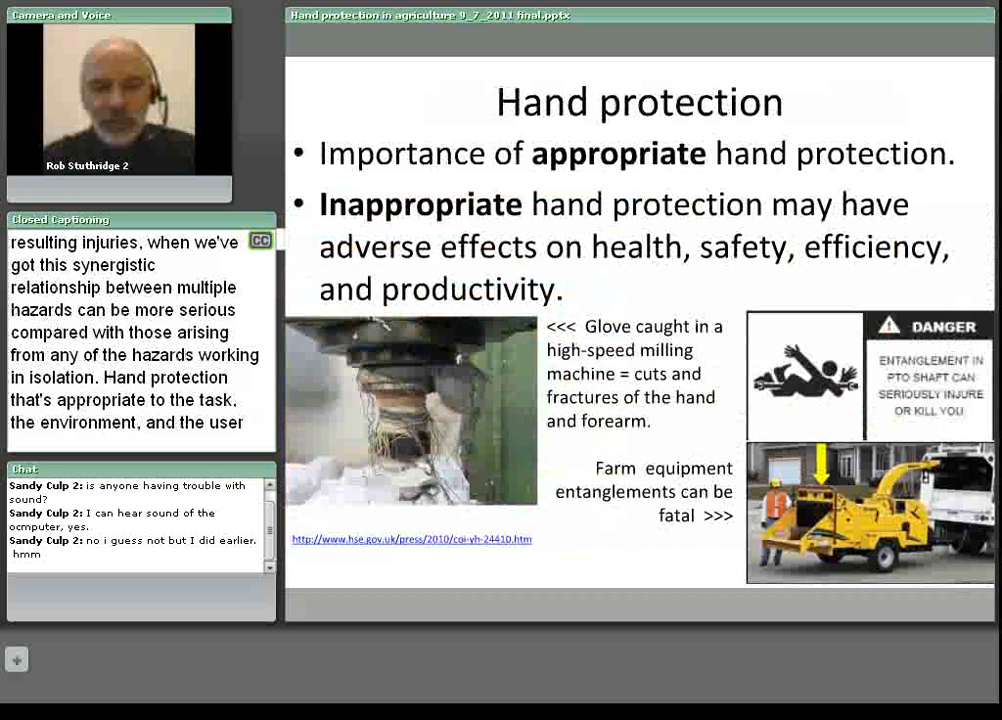 Camera and Voice
Rob Stuthridge 2
Closed Captioning
resulting injuries, when we've
got this synergistic
relationship between multiple
hazards can be more serious
compared with those arising
from any of the hazards working
in isolation. Hand protection
that's appropriate to the task,
the environment, and the user
CC
Chat
Sandy Culp 2: is anyone having trouble with
sound?
Sandy Culp 2: I can hear sound of the
ocmputer, yes.
Sandy Culp 2: no i guess not but I did earlier.
hmm
Hand protection in agriculture 9_7_2011 final.pptx
Hand protection
• Importance of appropriate hand protection.
• Inappropriate hand protection may have
adverse effects on health, safety, efficiency,
and productivity.
<<< Glove caught in a
high-speed milling
machine = cuts and
fractures of the hand
and forearm.
Farm equipment
entanglements can be
fatal >>>
http://www.hse.gov.uk/press/2010/coi-yh-24410.htm
DANGER
ENTANGLEMENT IN
PTO SHAFT CAN
SERIOUSLY INJURE
OR KILL YOU